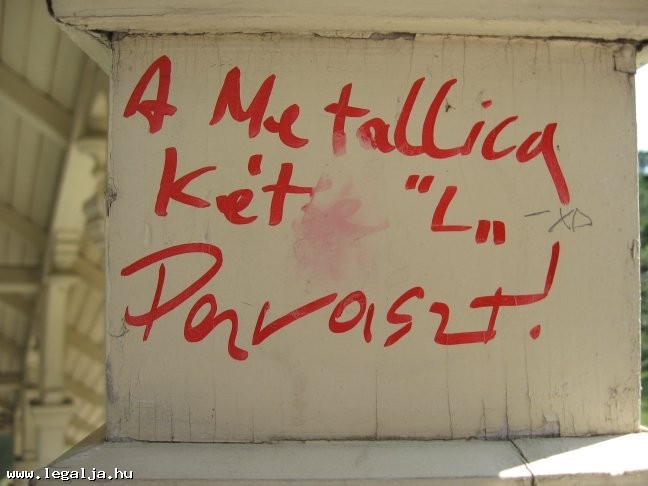 A Metallica
két "L„ -XD
Paraszt!
www.legalja.hu